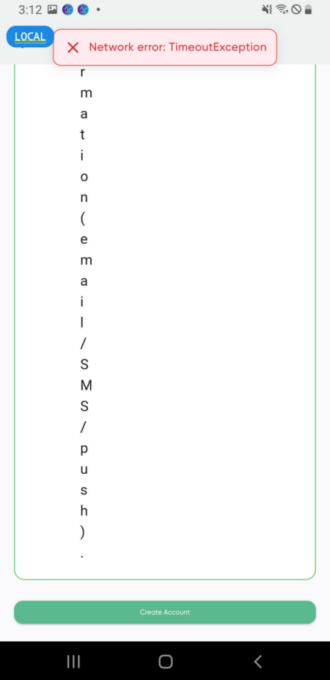 3:12
LOCAL
Network error: TimeoutException
r
m
a
t
i
o
n
(
e
m
a
i
l
/
S
M
S
/
p
u
s
h
)
.
Create Account